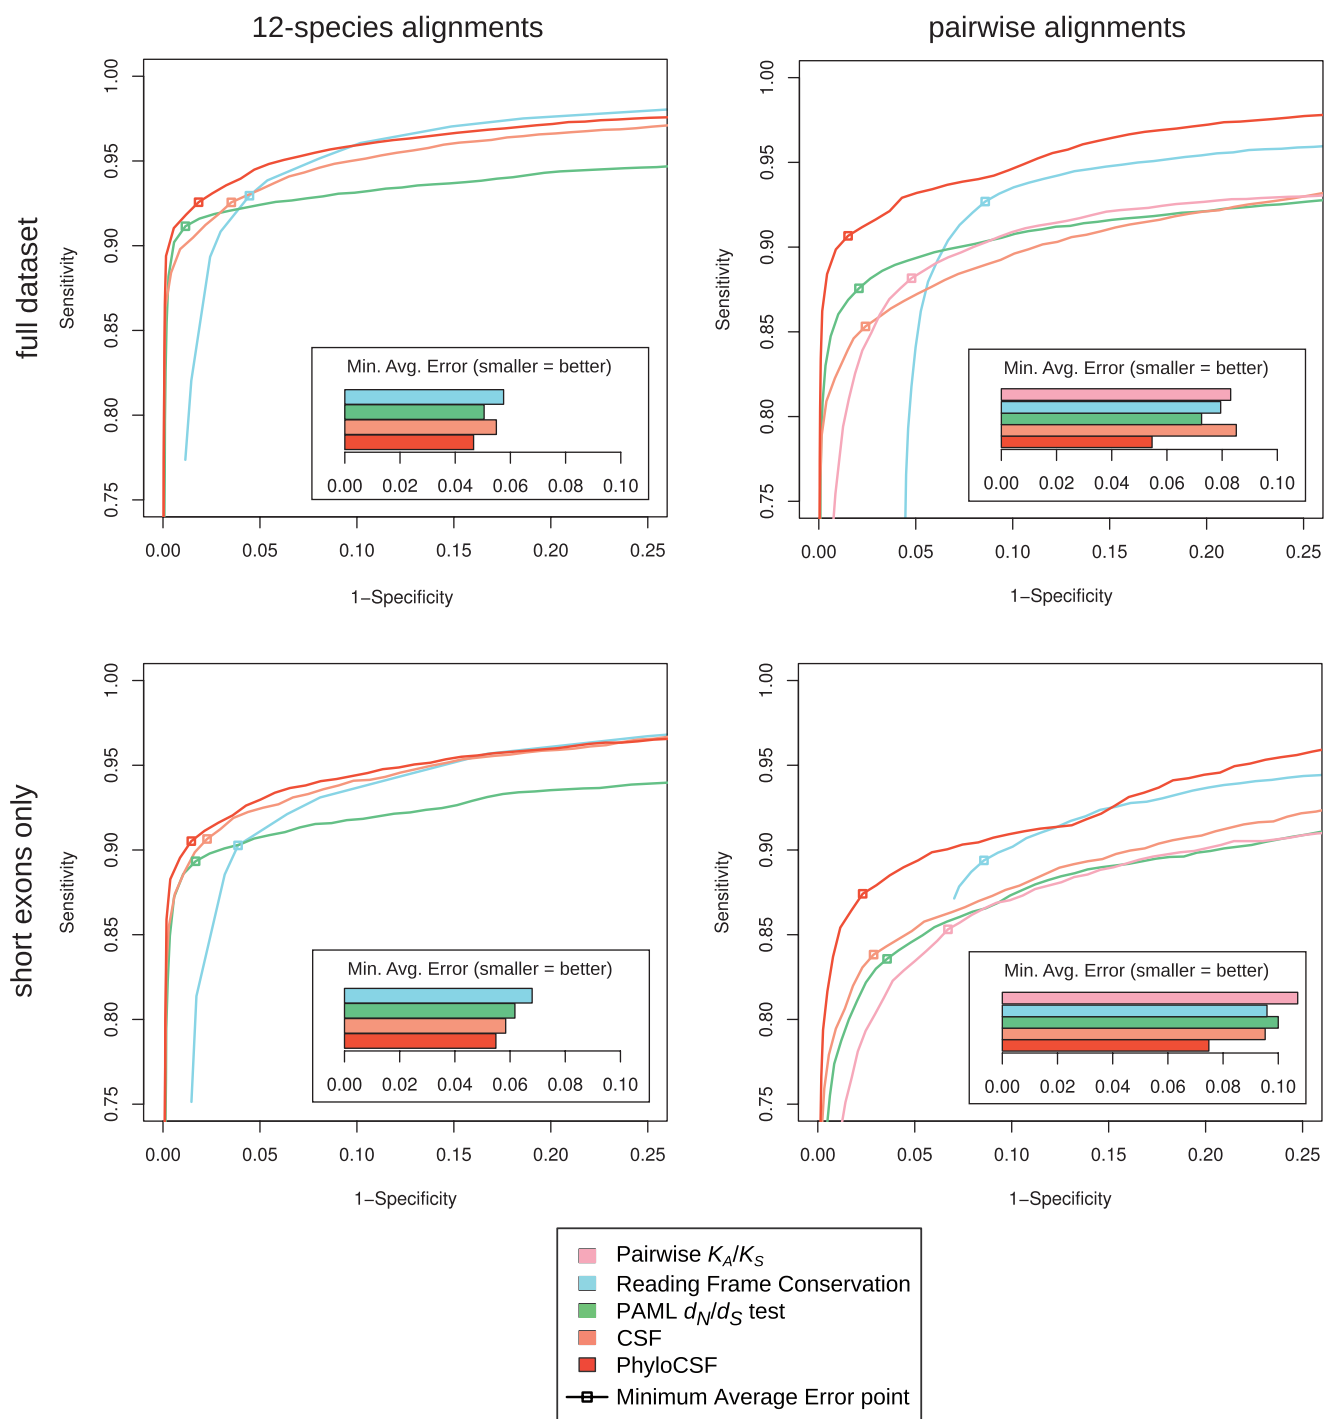 12-species alignments
pairwise alignments
full dataset
Sensitivity
1.00
0.95
0.90
0.85
0.80
0.75
Min. Avg. Error (smaller = better)
0.00 0.02 0.04 0.06 0.08 0.10
0.00 0.05 0.10 0.15 0.20 0.25
1−Specificity
Sensitivity
1.00
0.95
0.90
0.85
0.80
0.75
Min. Avg. Error (smaller = better)
0.00 0.02 0.04 0.06 0.08 0.10
0.00 0.05 0.10 0.15 0.20 0.25
1−Specificity
short exons only
Sensitivity
1.00
0.95
0.90
0.85
0.80
0.75
Min. Avg. Error (smaller = better)
0.00 0.02 0.04 0.06 0.08 0.10
0.00 0.05 0.10 0.15 0.20 0.25
1−Specificity
Sensitivity
1.00
0.95
0.90
0.85
0.80
0.75
Min. Avg. Error (smaller = better)
0.00 0.02 0.04 0.06 0.08 0.10
0.00 0.05 0.10 0.15 0.20 0.25
1−Specificity
Pairwise K_A/K_S
Reading Frame Conservation
PAML d_N/d_S test
CSF
PhyloCSF
Minimum Average Error point